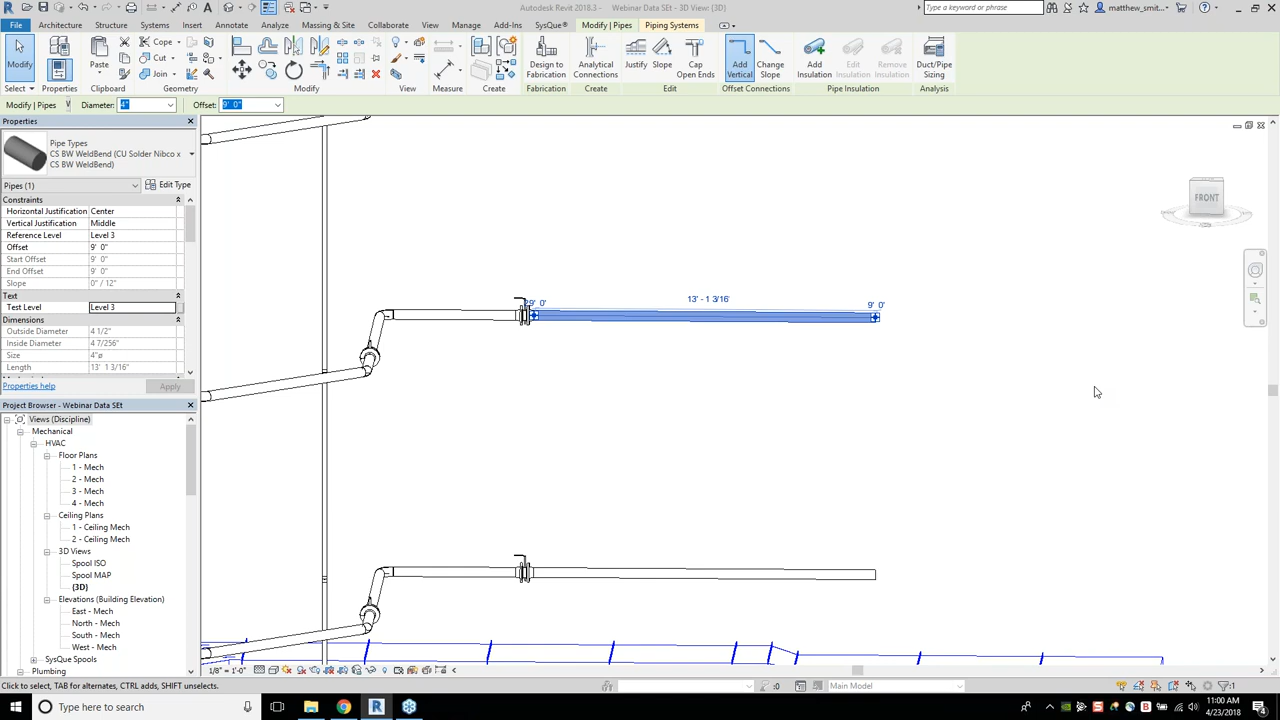 Autodesk Revit 2018.3 - Webinar Data SEt - 3D View: {3D}
Type a keyword or phrase
matthew_smit...
File Architecture Structure Systems Insert Annotate Analyze Massing & Site Collaborate View Manage Add-Ins SysQue® Modify | Pipes Piping Systems
Modify
Select
Properties
Paste
Clipboard
Cope
Cut
Join
Geometry
Modify
View
Measure
Create
Design to Fabrication
Fabrication
Analytical Connections
Create
Justify
Slope
Cap Open Ends
Edit
Add Vertical
Change Slope
Offset Connections
Add Insulation
Edit Insulation
Remove Insulation
Pipe Insulation
Duct/Pipe Sizing
Analysis
Modify | Pipes Diameter: 4" Offset: 9' 0"
Properties
Pipe Types
CS BW WeldBend (CU Solder Nibco x
CS BW WeldBend)
Pipes (1)
Edit Type
Constraints
Horizontal Justification Center
Vertical Justification Middle
Reference Level Level 3
Offset 9' 0"
Start Offset 9' 0"
End Offset 9' 0"
Slope 0" / 12"
Text
Test Level Level 3
Dimensions
Outside Diameter 4 1/2"
Inside Diameter 4 7/256"
Size 4"ø
Length 13' 1 3/16"
Properties help
Apply
Project Browser - Webinar Data SEt
Views (Discipline)
Mechanical
HVAC
Floor Plans
1 - Mech
2 - Mech
3 - Mech
4 - Mech
Ceiling Plans
1 - Ceiling Mech
2 - Ceiling Mech
3D Views
Spool ISO
Spool MAP
{3D}
Elevations (Building Elevation)
East - Mech
North - Mech
South - Mech
West - Mech
SysQue Spools
Plumbing
13' - 1 3/16"
9' 0"
FRONT
1/8" = 1'-0"
Click to select, TAB for alternates, CTRL adds, SHIFT unselects.
:0
Main Model
:1
Type here to search
11:00 AM
4/23/2018